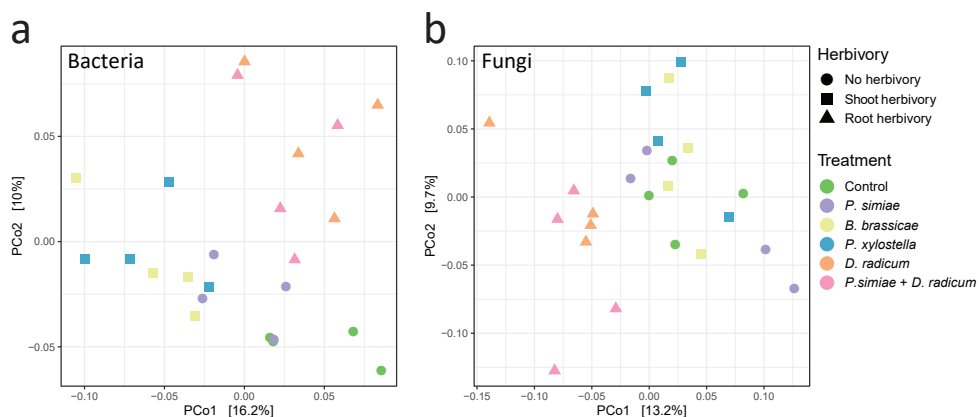 a
Bacteria
0.05
0.00
−0.05
PCo2 [10%]
−0.10
−0.05
0.00
0.05
PCo1 [16.2%]
b
Fungi
0.10
0.05
0.00
−0.05
−0.10
PCo2 [9.7%]
−0.15
−0.10
−0.05
0.00
0.05
0.10
PCo1 [13.2%]
Herbivory
No herbivory
Shoot herbivory
Root herbivory
Treatment
Control
P. simiae
B. brassicae
P. xylostella
D. radicum
P.simiae + D. radicum